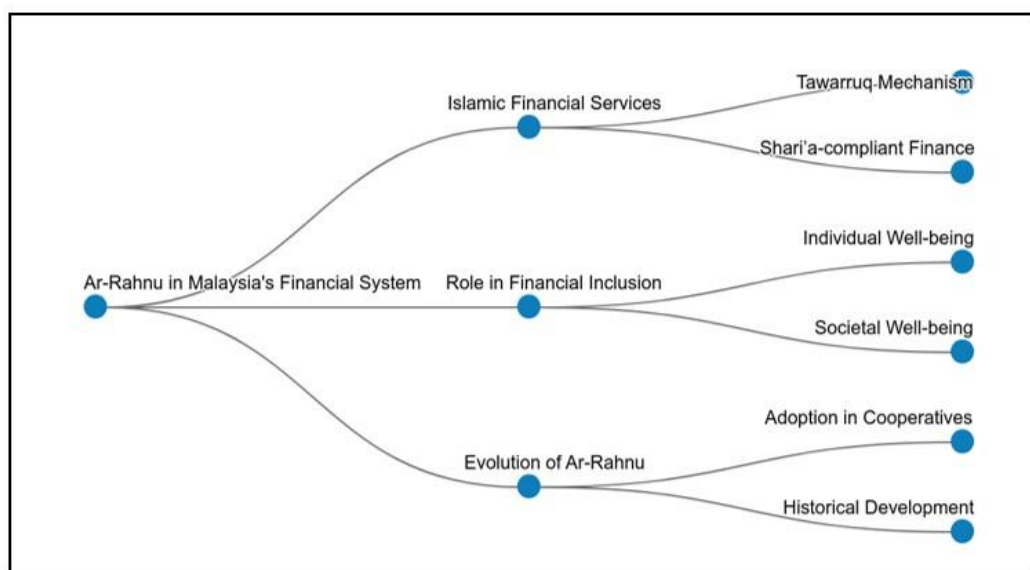 Ar-Rahnu in Malaysia's Financial System
Islamic Financial Services
Tawarruq Mechanism
Shari'a-compliant Finance
Role in Financial Inclusion
Individual Well-being
Societal Well-being
Evolution of Ar-Rahnu
Adoption in Cooperatives
Historical Development